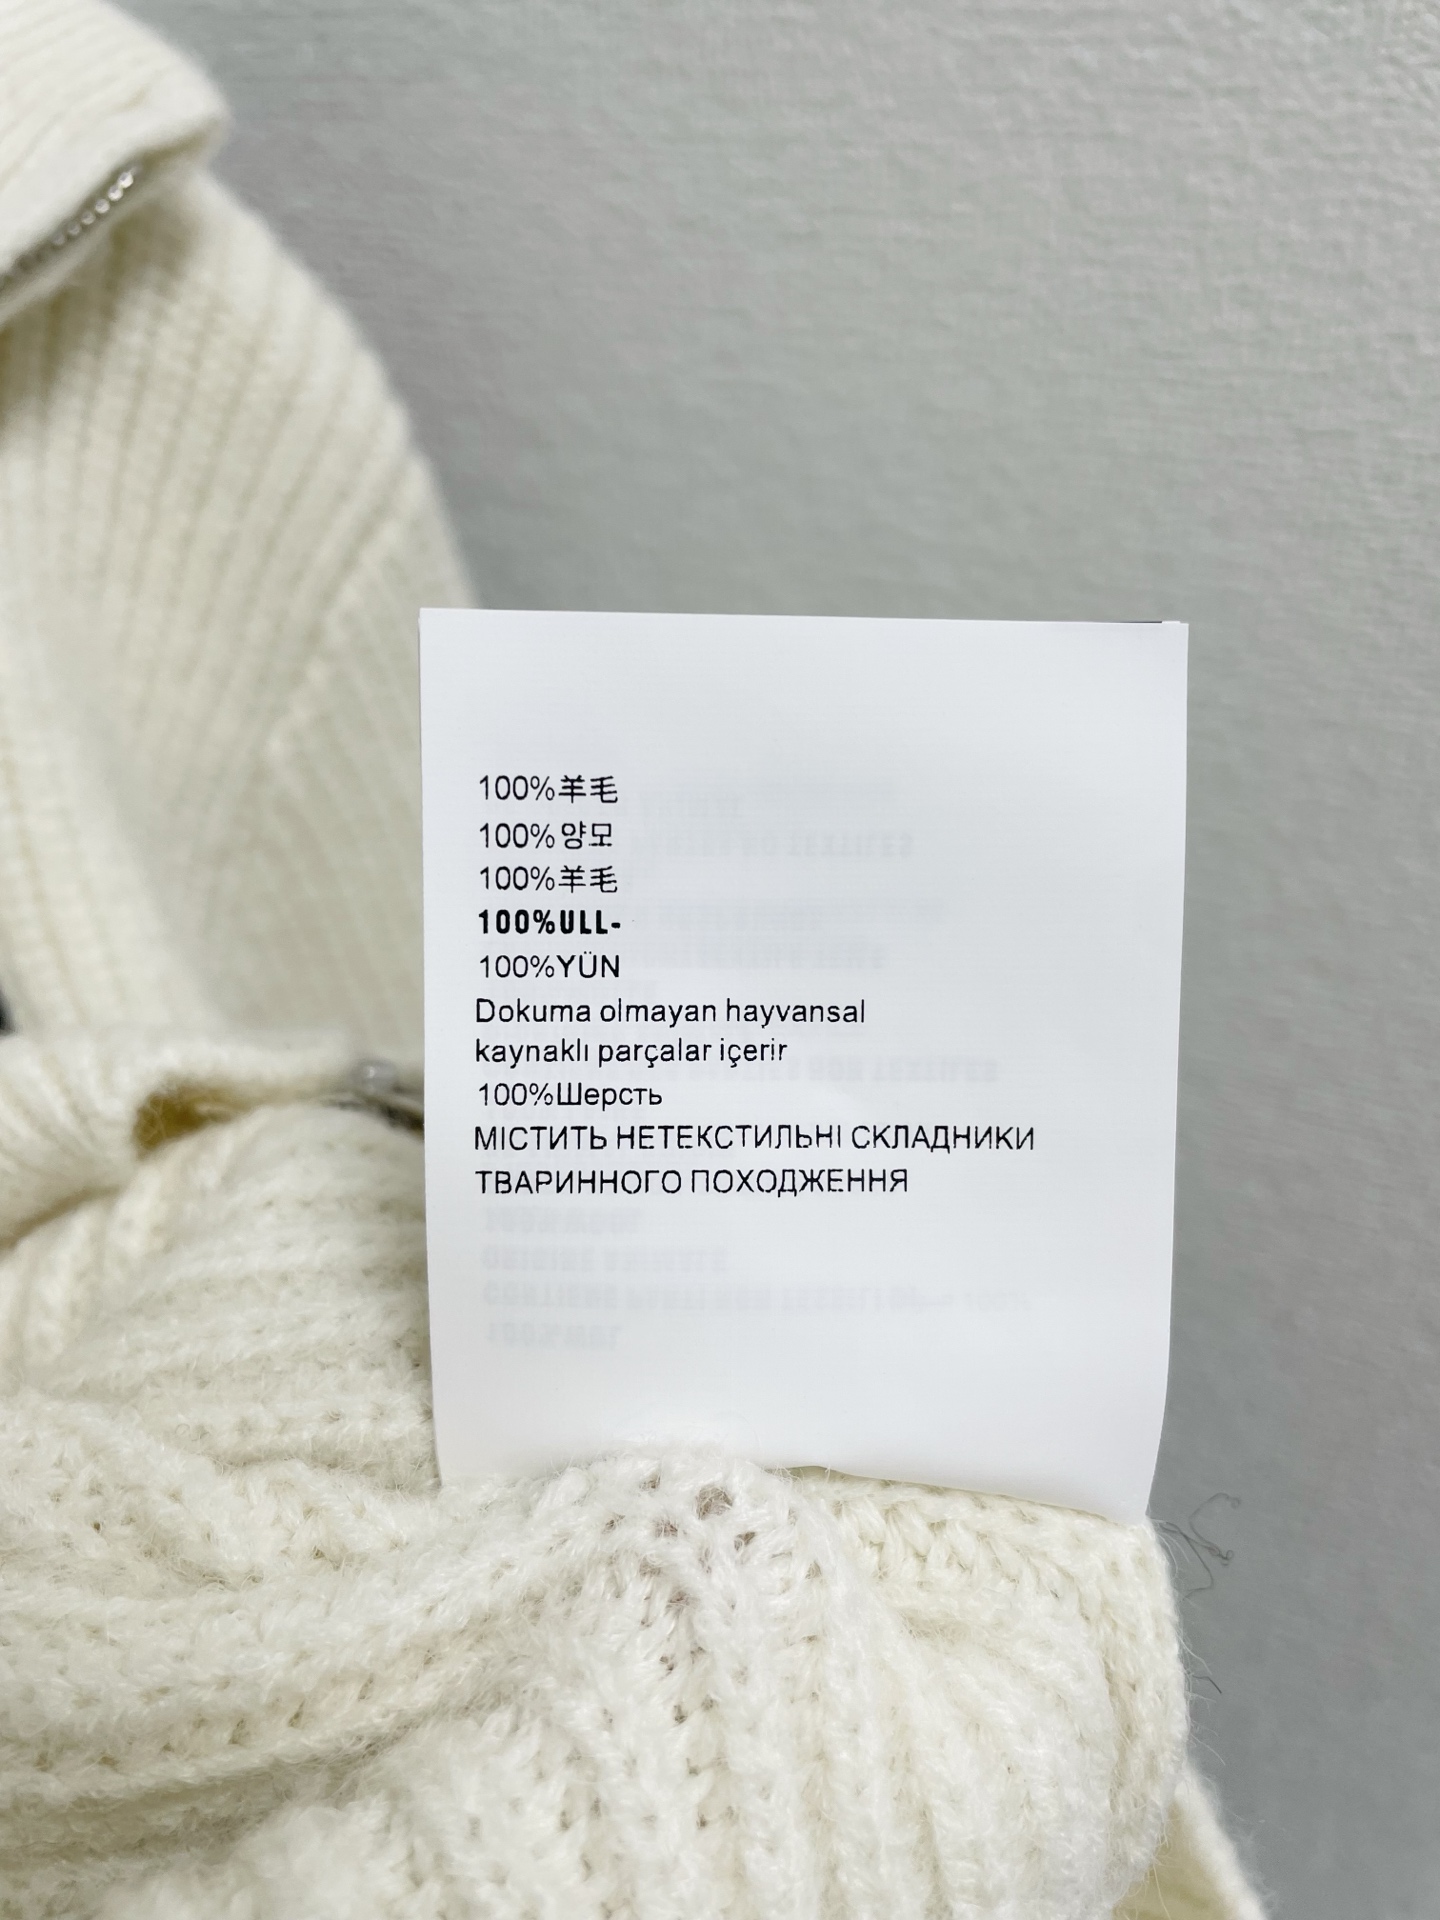 100%羊毛
100%양모
100%羊毛
100%ULL-
100%YÜN
Dokuma olmayan hayvansal
kaynaklı parçalar içerir
100%Шерсть
МІСТИТЬ НЕТЕКСТИЛЬНІ СКЛАДНИКИ
ТВАРИННОГО ПОХОДЖЕННЯ